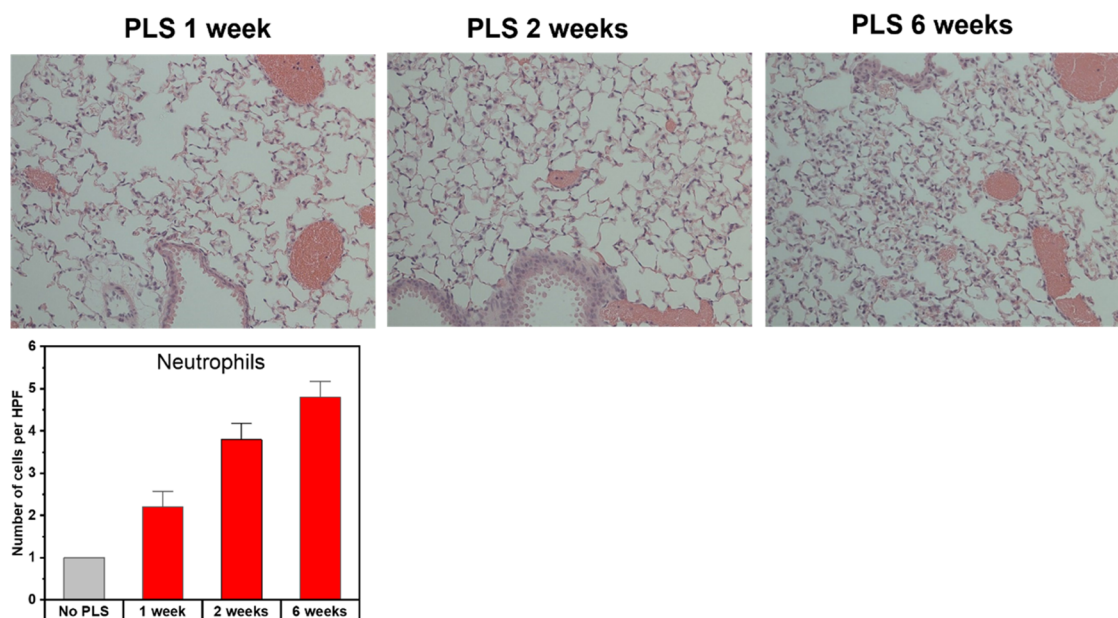 PLS 1 week
PLS 2 weeks
PLS 6 weeks
Neutrophils
Number of cells per HPF
6
5
4
3
2
1
0
No PLS
1 week
2 weeks
6 weeks